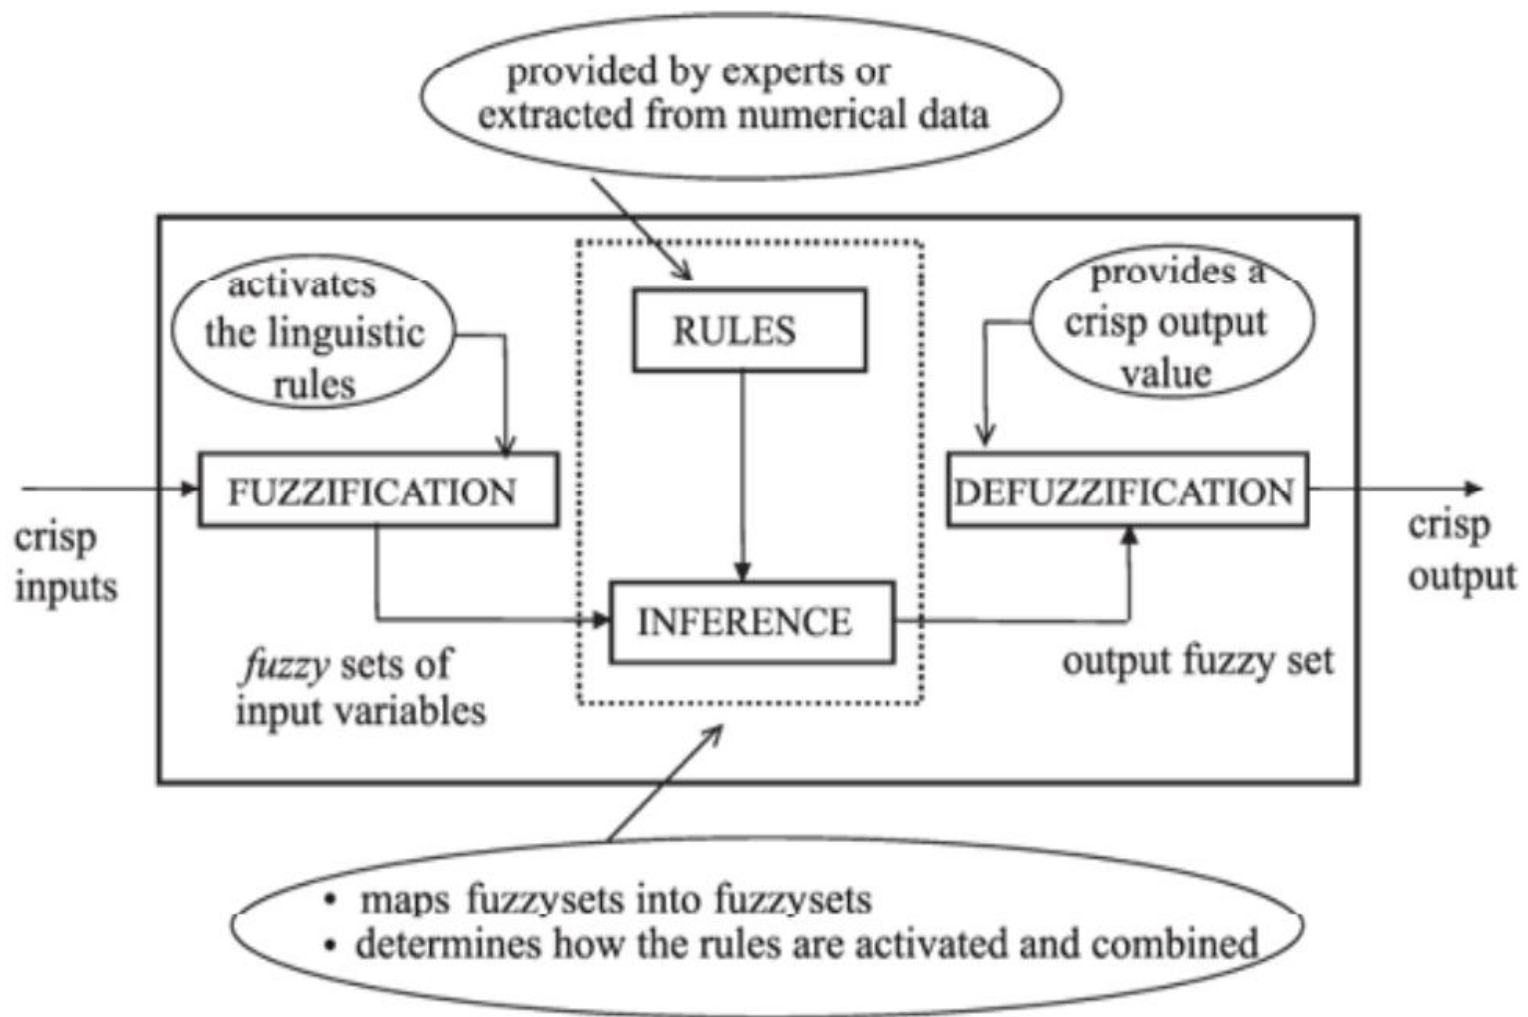 provided by experts or
extracted from numerical data
activates
the linguistic
rules
RULES
provides a
crisp output
value
FUZZIFICATION
DEFUZZIFICATION
crisp
inputs
crisp
output
INFERENCE
fuzzy sets of
input variables
output fuzzy set
• maps fuzzysets into fuzzysets
• determines how the rules are activated and combined